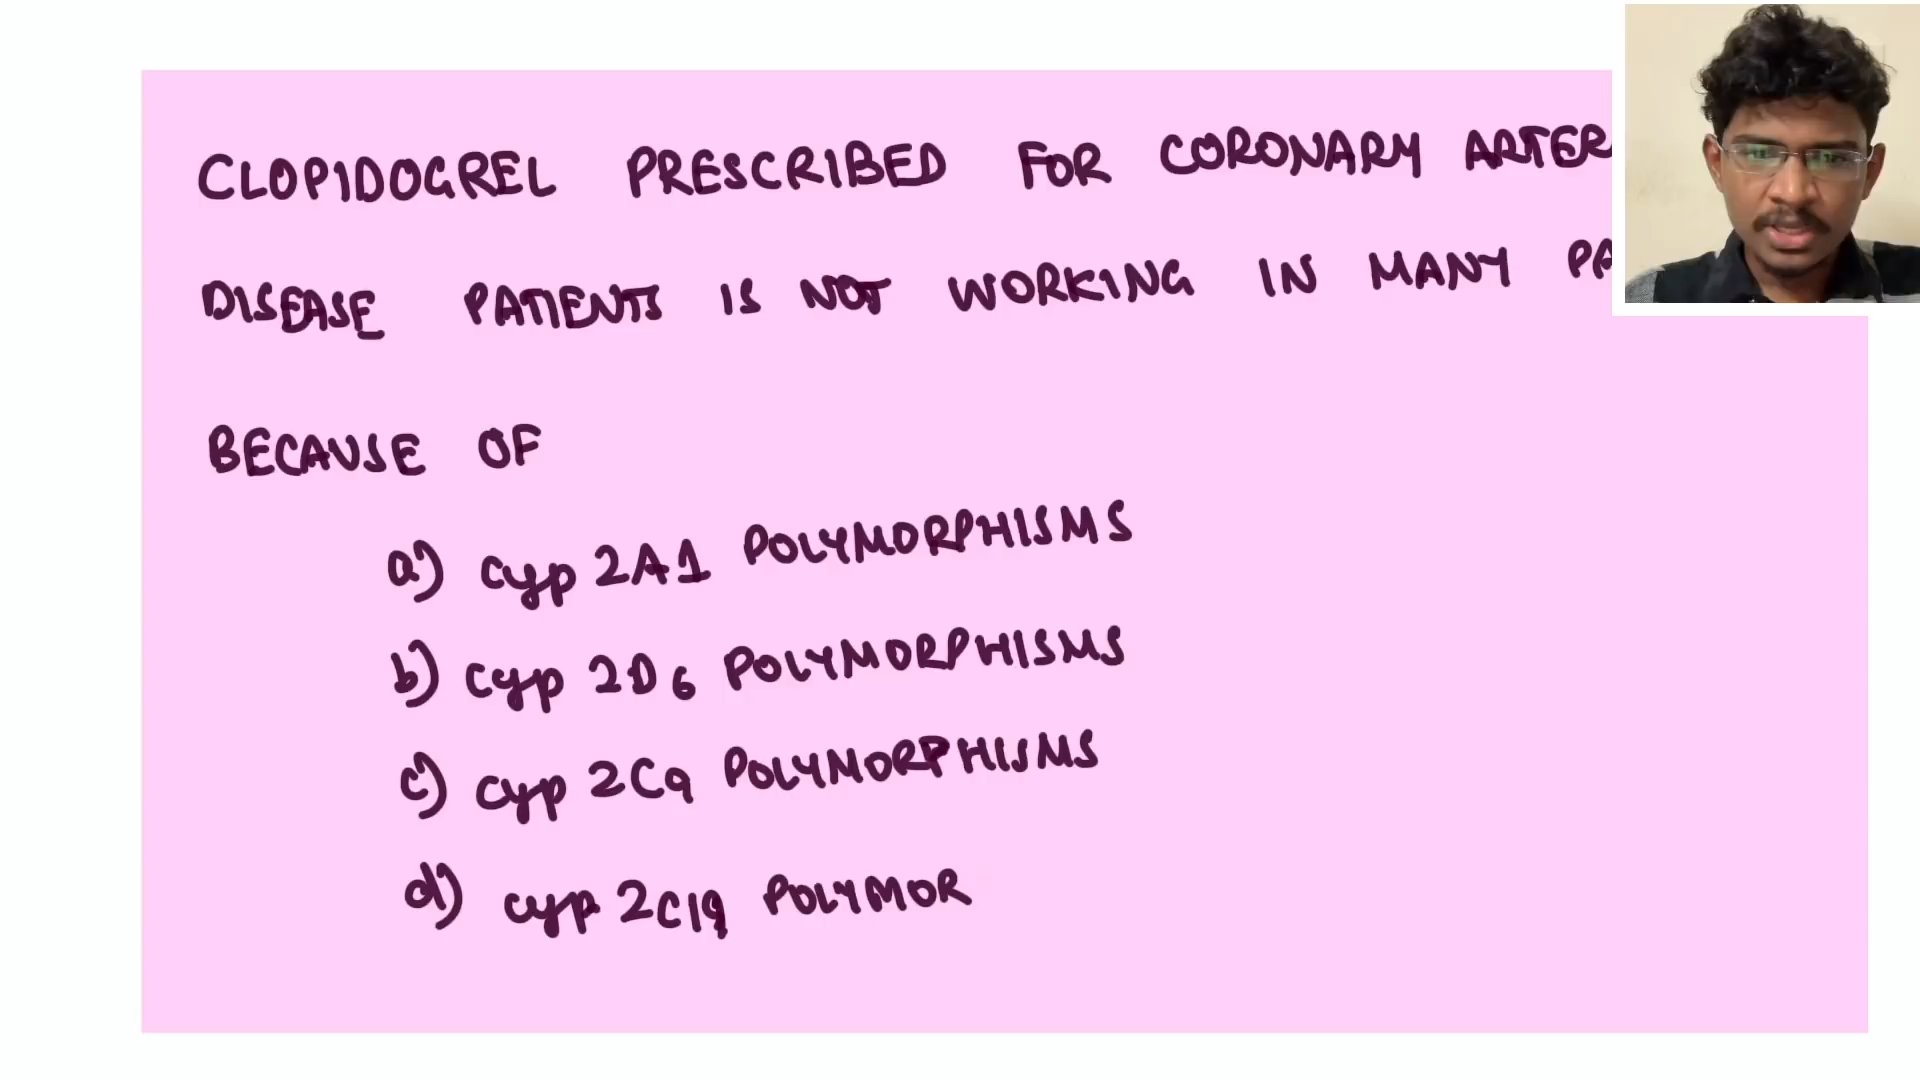 CLOPIDOGREL PRESCRIBED FOR CORONARY ARTER
DISEASE PATIENTS IS NOT WORKING IN MANY PA
BECAUSE OF
a) cyp 2A1 POLYMORPHISMS
b) cyp 2D6 POLYMORPHISMS
c) cyp 2C9 POLYMORPHISMS
d) cyp 2C19 POLYMOR